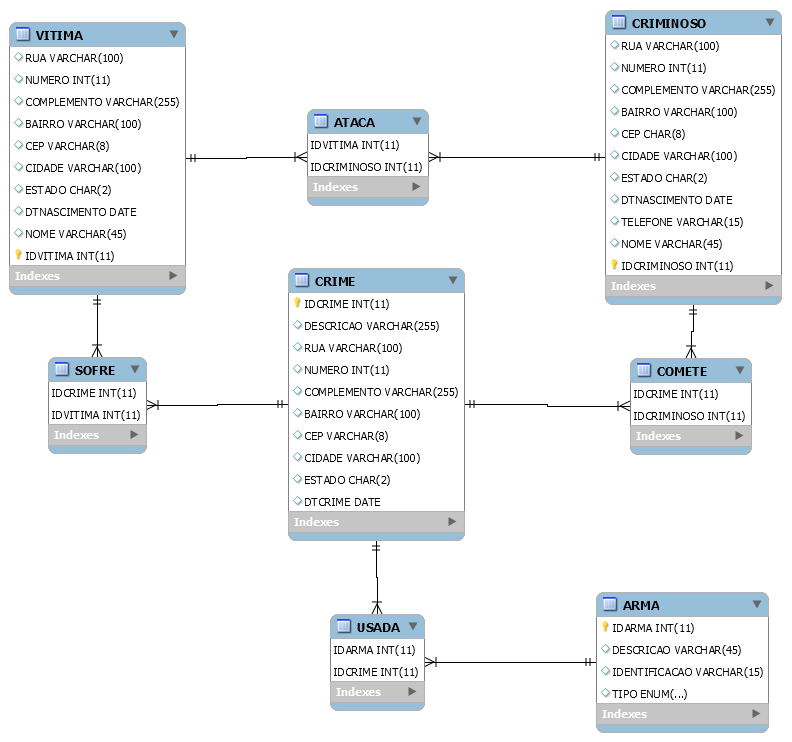 VITIMA
RUA VARCHAR(100)
NUMERO INT(11)
COMPLEMENTO VARCHAR(255)
BAIRRO VARCHAR(100)
CEP VARCHAR(8)
CIDADE VARCHAR(100)
ESTADO CHAR(2)
DTNASCIMENTO DATE
NOME VARCHAR(45)
IDVITIMA INT(11)
Indexes
ATACA
IDVITIMA INT(11)
IDCRIMINOSO INT(11)
Indexes
CRIMINOSO
RUA VARCHAR(100)
NUMERO INT(11)
COMPLEMENTO VARCHAR(255)
BAIRRO VARCHAR(100)
CEP CHAR(8)
CIDADE VARCHAR(100)
ESTADO CHAR(2)
DTNASCIMENTO DATE
TELEFONE VARCHAR(15)
NOME VARCHAR(45)
IDCRIMINOSO INT(11)
Indexes
SOFRE
IDCRIME INT(11)
IDVITIMA INT(11)
Indexes
CRIME
IDCRIME INT(11)
DESCRICAO VARCHAR(255)
RUA VARCHAR(100)
NUMERO INT(11)
COMPLEMENTO VARCHAR(255)
BAIRRO VARCHAR(100)
CEP VARCHAR(8)
CIDADE VARCHAR(100)
ESTADO CHAR(2)
DTCRIME DATE
Indexes
COMETE
IDCRIME INT(11)
IDCRIMINOSO INT(11)
Indexes
USADA
IDARMA INT(11)
IDCRIME INT(11)
Indexes
ARMA
IDARMA INT(11)
DESCRICAO VARCHAR(45)
IDENTIFICACAO VARCHAR(15)
TIPO ENUM(...)
Indexes